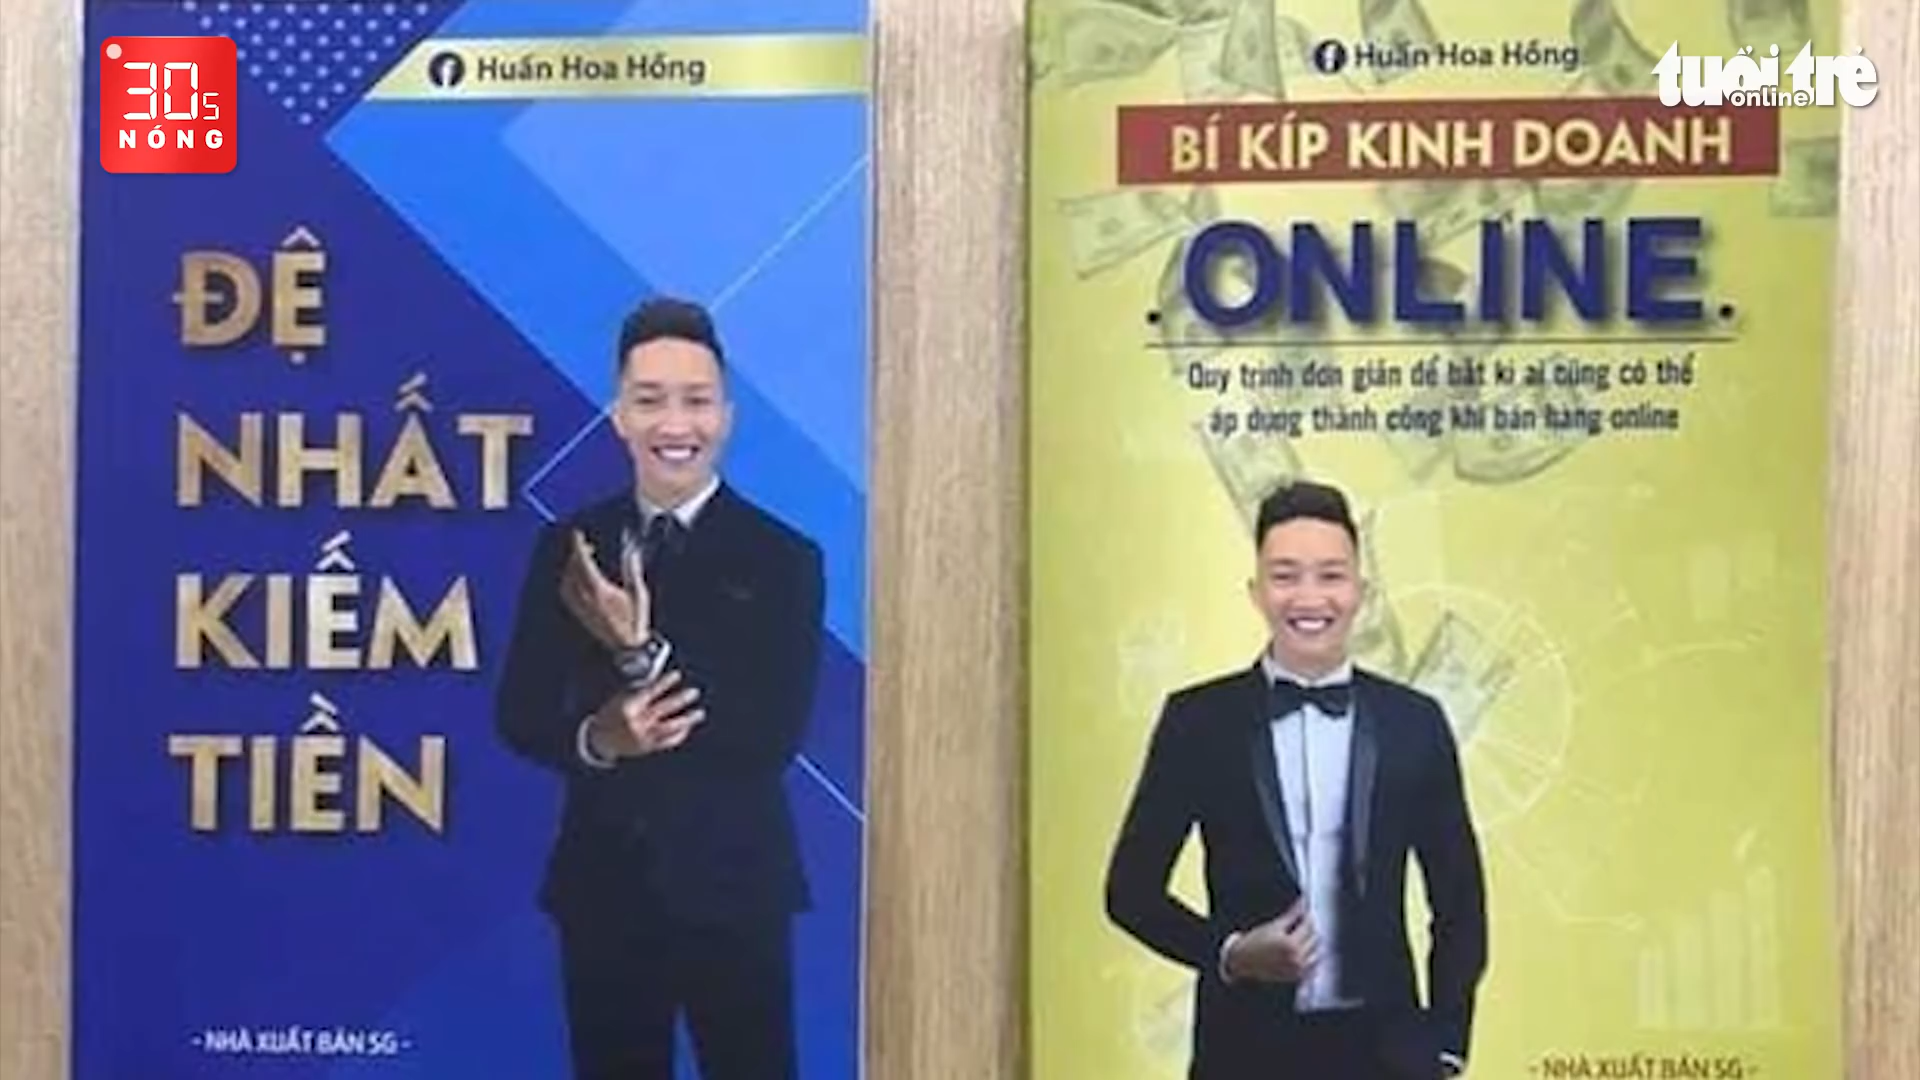 30s
NÓNG
tuổi trẻ
online
Huấn Hoa Hồng
ĐỆ
NHẤT
KIẾM
TIỀN
- NHÀ XUẤT BẢN SG -
Huấn Hoa Hồng
BÍ KÍP KINH DOANH
.ONLINE.
Quy trình đơn giản để bất kì ai cũng có thể
áp dụng thành công khi bán hàng online
- NHÀ XUẤT BẢN SG -